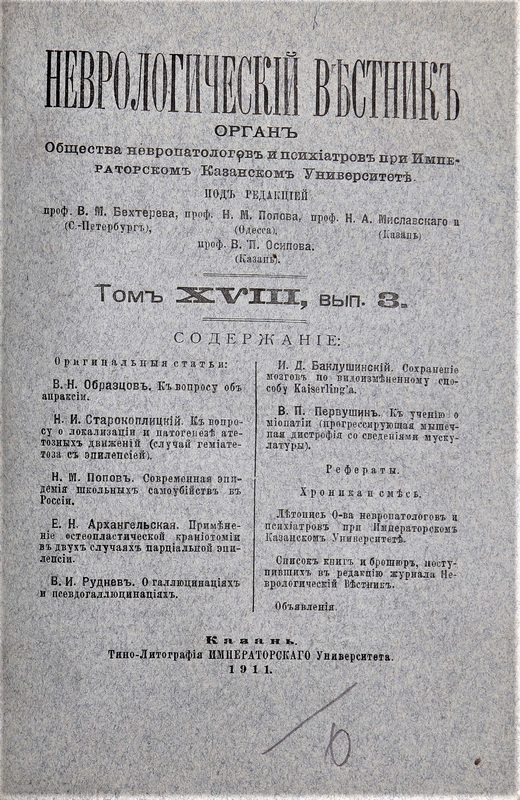 НЕВРОЛОГИЧЕСКІЙ ВѢСТНИКЪ
ОРГАНЪ
Общества невропатологовъ и психіатровъ при Импе-
раторскомъ Казанскомъ Университетѣ.
ПОДЪ РЕДАКЦІЕЙ
проф. В. М. Бехтерева, проф. Н. М. Попова, проф. Н. А. Миславскаго и
(С.-Петербургъ), (Одесса), (Казань)
проф. В. П. Осипова.
(Казань).
Томъ XVIII, вып. 3.
СОДЕРЖАНІЕ:
Оригинальныя статьи:
В. Н. Образцовъ. Къ вопросу объ
апраксіи.
Н. И. Старокоплицкій. Къ вопро-
су о локализаціи и патогенезѣ ате-
тозныхъ движеній (случай геміате-
тоза съ эпилепсіей).
Н. М. Поповъ. Современная эпи-
демія школьныхъ самоубійствъ въ
Россіи.
Е. Н. Архангельская. Примѣне-
ніе остеопластической краніотоміи
въ двухъ случаяхъ парціальной эпи-
лепсіи.
В. И. Рудневъ. О галлюцинаціяхъ
и псевдогаллюцинаціяхъ.
И. Д. Баклушинскій. Сохраненіе
мозговъ по видоизмѣненному спо-
собу Kaiserling'а.
В. П. Первушинъ. Къ ученію о
міопатіи (прогрессирующая мышеч-
ная дистрофія со сведеніями муску-
латуры).
Рефераты.
Хроника и смѣсь.
Лѣтопись О-ва невропатологовъ и
психіатровъ при Императорскомъ
Казанскомъ Университетѣ.
Списокъ книгъ и брошюръ, посту-
пившихъ въ редакцію журнала Не-
врологическій Вѣстникъ.
Объявленія.
Казань.
Типо-Литографія ИМПЕРАТОРСКАГО Университета.
1911.